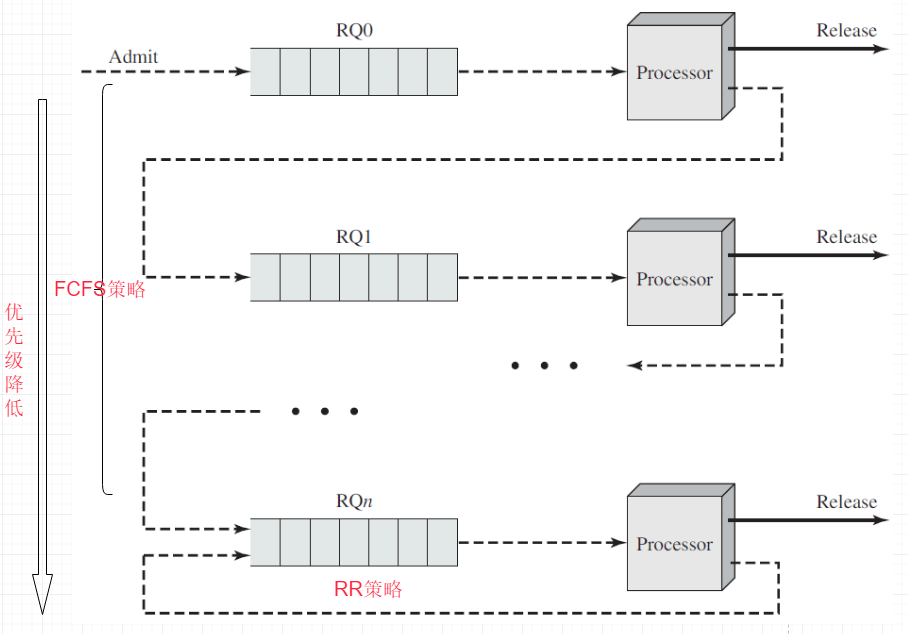 RQ0
Release
Admit
Processor
RQ1
Release
Processor
FCFS策略
优先级降低
RQn
Release
Processor
RR策略